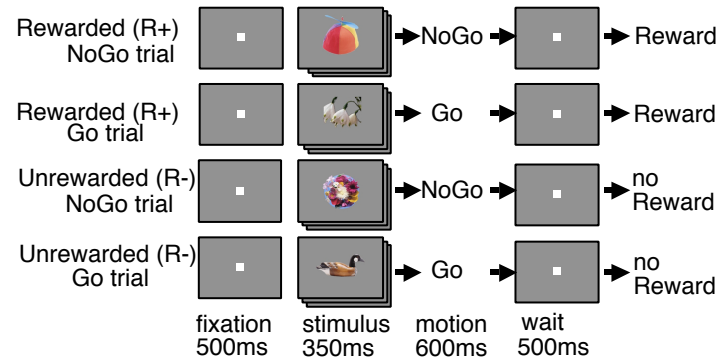 Rewarded (R+)
NoGo trial
NoGo
Reward
Rewarded (R+)
Go trial
Go
Reward
Unrewarded (R-)
NoGo trial
NoGo
no
Reward
Unrewarded (R-)
Go trial
Go
no
Reward
fixation
500ms
stimulus
350ms
motion
600ms
wait
500ms